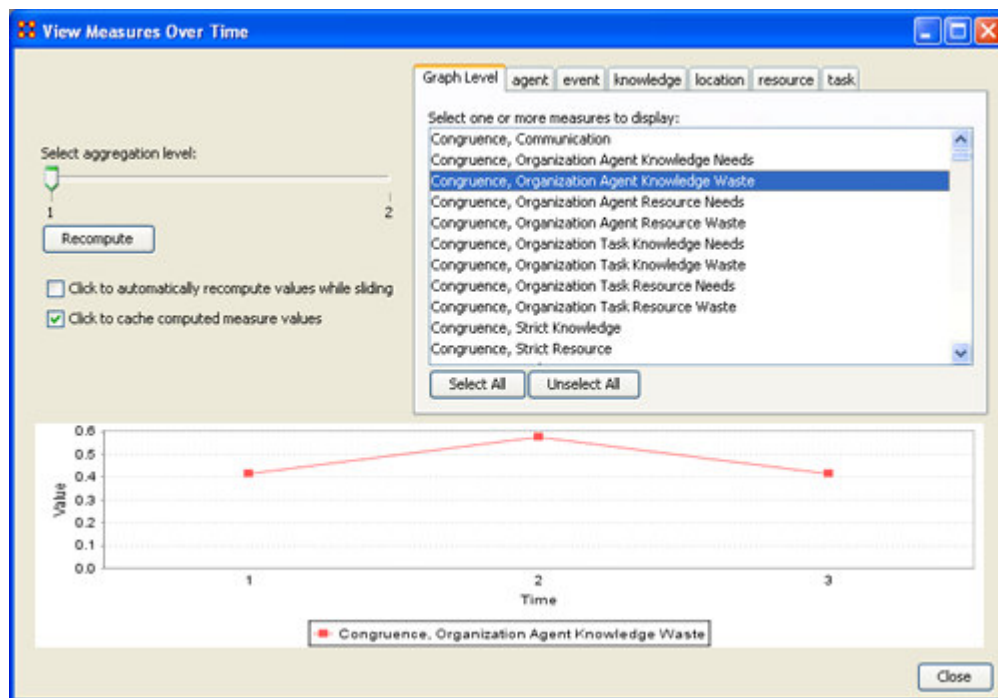 View Measures Over Time
Graph Level agent event knowledge location resource task
Select one or more measures to display:
Congruence, Communication
Congruence, Organization Agent Knowledge Needs
Congruence, Organization Agent Knowledge Waste
Congruence, Organization Agent Resource Needs
Congruence, Organization Agent Resource Waste
Congruence, Organization Task Knowledge Needs
Congruence, Organization Task Knowledge Waste
Congruence, Organization Task Resource Needs
Congruence, Organization Task Resource Waste
Congruence, Strict Knowledge
Congruence, Strict Resource
Select All Unselect All
Select aggregation level:
1 2
Recompute
Click to automatically recompute values while sliding
Click to cache computed measure values
Value
0.6
0.5
0.4
0.3
0.2
0.1
0.0
1 2 3
Time
Congruence, Organization Agent Knowledge Waste
Close